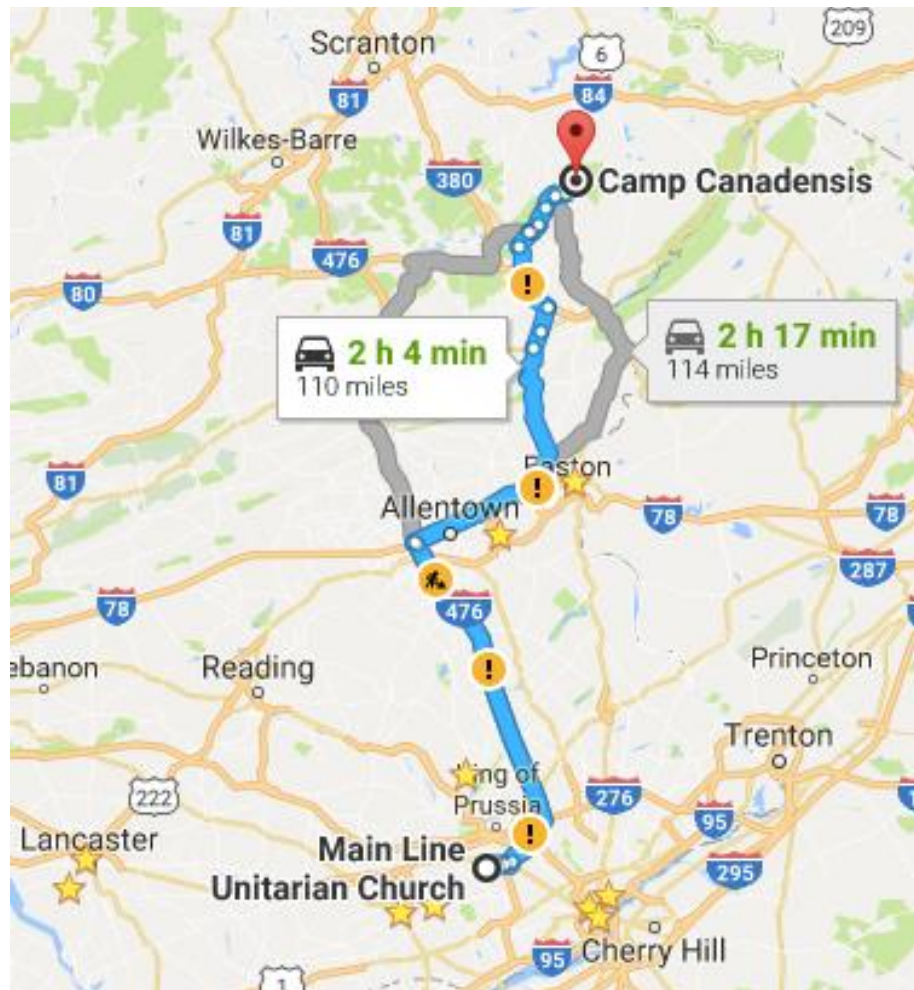 209
Scranton
6
81
84
Wilkes-Barre
380
Camp Canadensis
81
476
80
2 h 4 min
110 miles
2 h 17 min
114 miles
81
Easton
Allentown
78
78
287
78
476
ebanon
Reading
Princeton
Trenton
King of
Prussia
222
276
95
Lancaster
Main Line
Unitarian Church
295
Cherry Hill
95
1